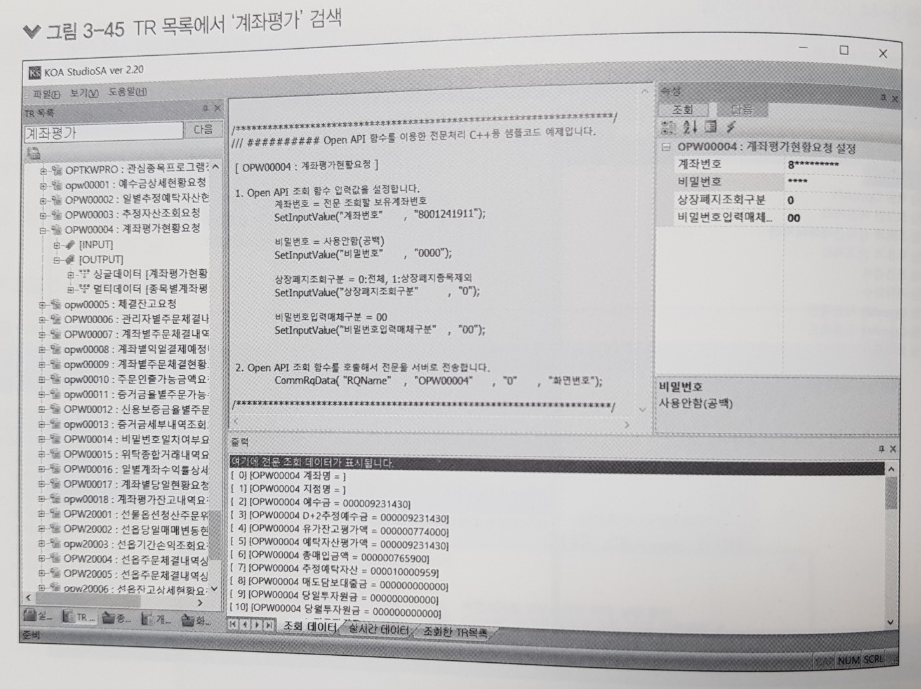 그림 3-45 TR 목록에서 '계좌평가' 검색
KOA StudioSA ver 2.20
파일(F) 보기(V) 도움말(H)
TR 목록
계좌평가 다음
OPTKWPRO : 관심종목프로그램
opw00001 : 예수금상세현황요청
OPW00002 : 일별추정예탁자산현
OPW00003 : 추정자산조회요청
OPW00004 : 계좌평가현황요청
[INPUT]
[OUTPUT]
싱글데이터 [계좌평가현황
멀티데이터 [종목별계좌평
opw00005 : 체결잔고요청
OPW00006 : 관리자별주문체결내
OPW00007 : 계좌별주문체결내역
opw00008 : 계좌별익일결제예정
opw00009 : 계좌별주문체결현황
opw00010 : 주문인출가능금액요
opw00011 : 증거금율별주문가능
OPW00012 : 신용보증금율별주문
opw00013 : 증거금세부내역조회
OPW00014 : 비밀번호일치여부요
OPW00015 : 위탁종합거래내역요
OPW00016 : 일별계좌수익률상세
OPW00017 : 계좌별당일현황요청
opw00018 : 계좌평가잔고내역요
OPW20001 : 선물옵션청산주문위
OPW20002 : 선옵당일매매변동현
opw20003 : 선옵기간손익조회요
OPW20004 : 선옵주문체결내역상
OPW20005 : 선옵주문체결내역상
opw20006 : 선옵잔고상세현황요
실... TR ... 종... 개... 화...
준비
/*****************************************************************/
/// ########## Open API 함수를 이용한 전문처리 C++용 샘플코드 예제입니다.
[ OPW00004 : 계좌평가현황요청 ]
1. Open API 조회 함수 입력값을 설정합니다.
계좌번호 = 전문 조회할 보유계좌번호
SetInputValue("계좌번호" , "8001241911");
비밀번호 = 사용안함(공백)
SetInputValue("비밀번호" , "0000");
상장폐지조회구분 = 0:전체, 1:상장폐지종목제외
SetInputValue("상장폐지조회구분" , "0");
비밀번호입력매체구분 = 00
SetInputValue("비밀번호입력매체구분" , "00");
2. Open API 조회 함수를 호출해서 전문을 서버로 전송합니다.
CommRqData( "RQName" , "OPW00004" , "0" , "화면번호");
/*****************************************************************/
출력
여기에 전문 조회 데이터가 표시됩니다.
[ 0] [OPW00004 계좌명 = ]
[ 1] [OPW00004 지점명 = ]
[ 2] [OPW00004 예수금 = 000009231430]
[ 3] [OPW00004 D+2추정예수금 = 000009231430]
[ 4] [OPW00004 유가잔고평가액 = 000000774000]
[ 5] [OPW00004 예탁자산평가액 = 000009231430]
[ 6] [OPW00004 총매입금액 = 000000765900]
[ 7] [OPW00004 추정예탁자산 = 000010000959]
[ 8] [OPW00004 매도담보대출금 = 000000000000]
[ 9] [OPW00004 당일투자원금 = 000000000000]
[ 10] [OPW00004 당월투자원금 = 000000000000]
조회 데이터 실시간 데이터 조회한 TR목록
속성
조회 다음
OPW00004 : 계좌평가현황요청 설정
계좌번호 8*********
비밀번호 ****
상장폐지조회구분 0
비밀번호입력매체... 00
비밀번호
사용안함(공백)
CAP NUM SCRL